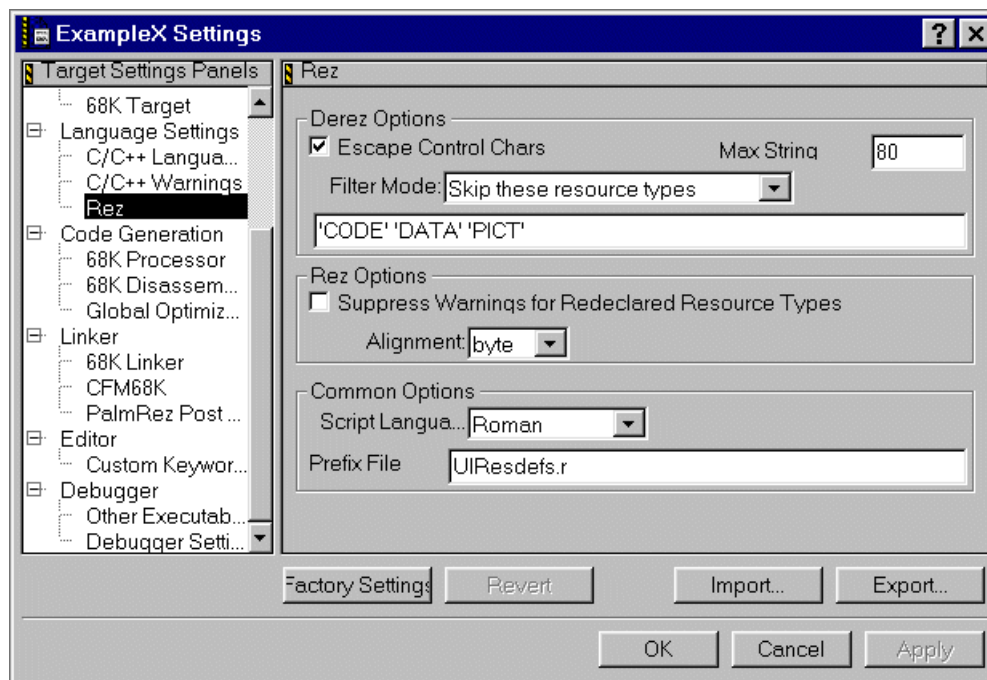 ExampleX Settings
Target Settings Panels
68K Target
Language Settings
C/C++ Langua...
C/C++ Warnings
Rez
Code Generation
68K Processor
68K Disassem...
Global Optimiz...
Linker
68K Linker
CFM68K
PalmRez Post ...
Editor
Custom Keywor...
Debugger
Other Executab...
Debugger Setti...
Rez
Derez Options
Escape Control Chars
Max String
80
Filter Mode:
Skip these resource types
'CODE' 'DATA' 'PICT'
Rez Options
Suppress Warnings for Redeclared Resource Types
Alignment:
byte
Common Options
Script Langua...
Roman
Prefix File
UIResdefs.r
Factory Settings
Revert
Import...
Export...
OK
Cancel
Apply